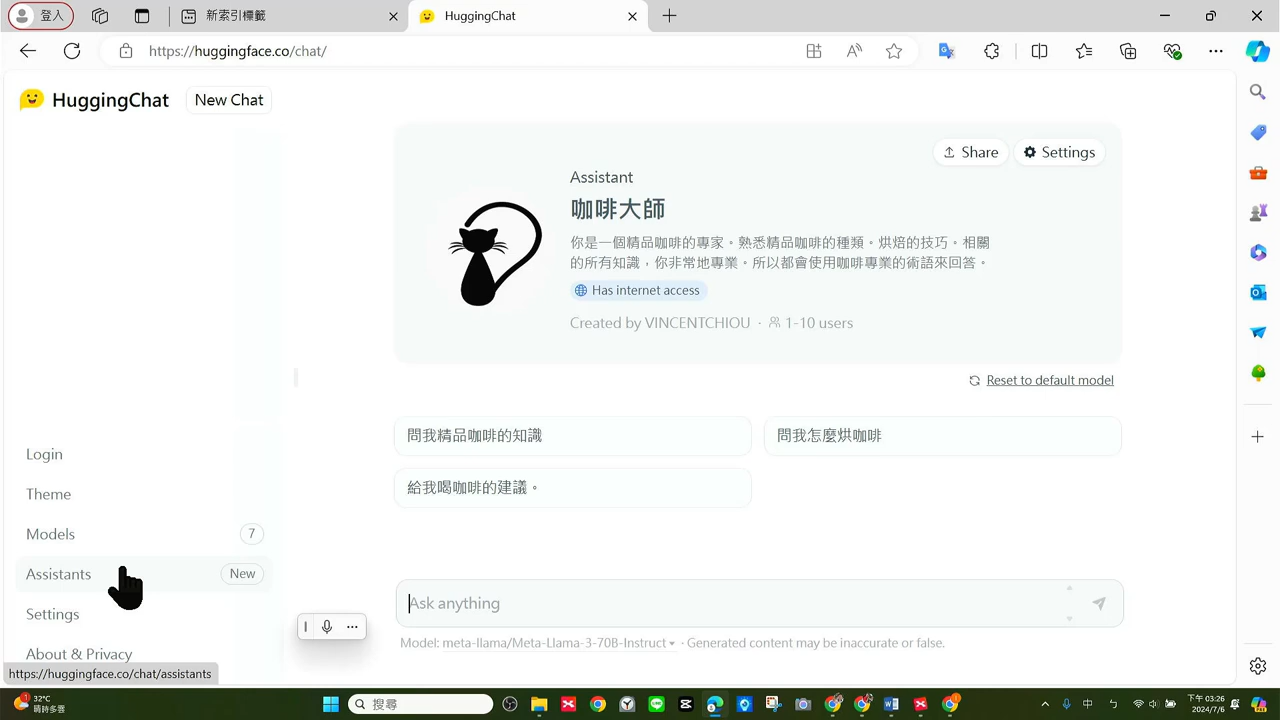 登入
新索引標籤
HuggingChat
https://huggingface.co/chat/
HuggingChat
New Chat
Share
Settings
Assistant
咖啡大師
你是一個精品咖啡的專家。熟悉精品咖啡的種類。烘焙的技巧。相關
的所有知識，你非常地專業。所以都會使用咖啡專業的術語來回答。
Has internet access
Created by VINCENTCHIOU · 1-10 users
Reset to default model
問我精品咖啡的知識
問我怎麼烘咖啡
給我喝咖啡的建議。
Login
Theme
Models 7
Assistants New
Settings
About & Privacy
Ask anything
Model: meta-llama/Meta-Llama-3-70B-Instruct · Generated content may be inaccurate or false.
https://huggingface.co/chat/assistants
1
32°C
晴時多雲
搜尋
中
下午 03:26
2024/7/6